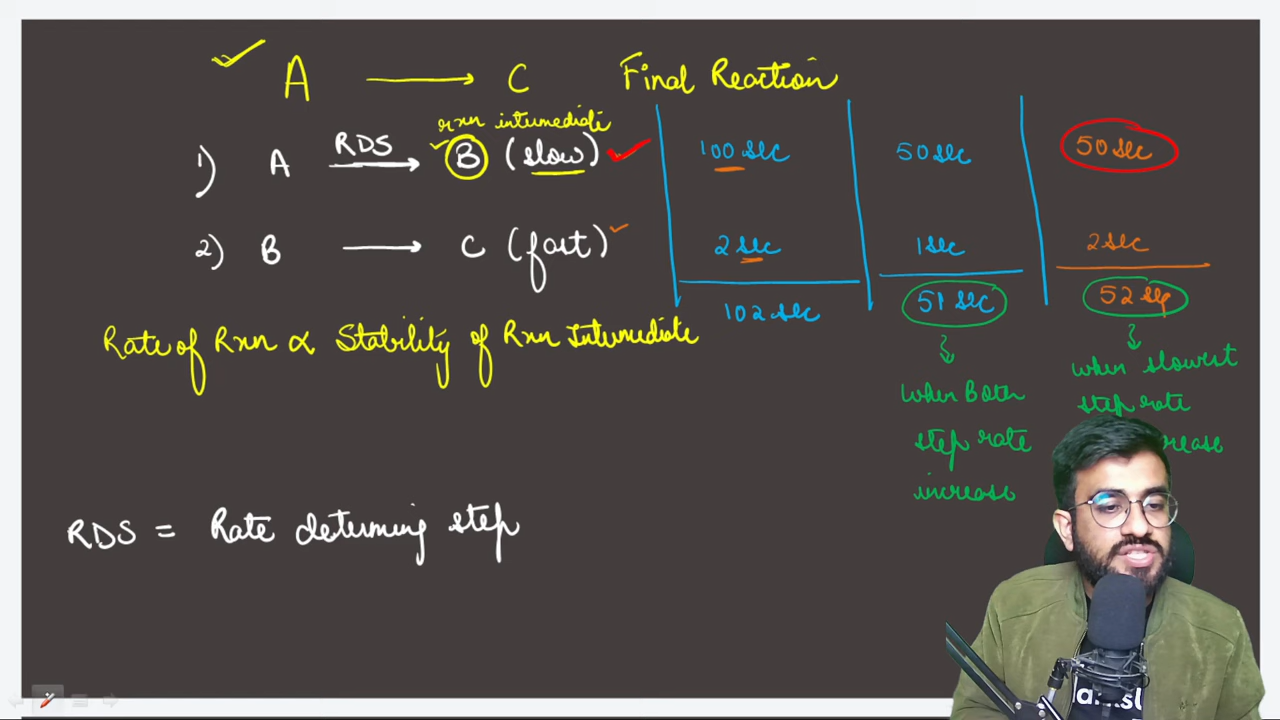 A → C Final Reaction
rxn intermediate
1) A RDS → B (slow) 100 sec 50 sec 50 sec
2) B → C (fast) 2 sec 1 sec 2 sec
102 sec 51 sec 52 sec
Rate of Rxn ∝ Stability of Rxn Intermediate
when Both
step rate
increase
when slowest
step rate
RDS = Rate determing step